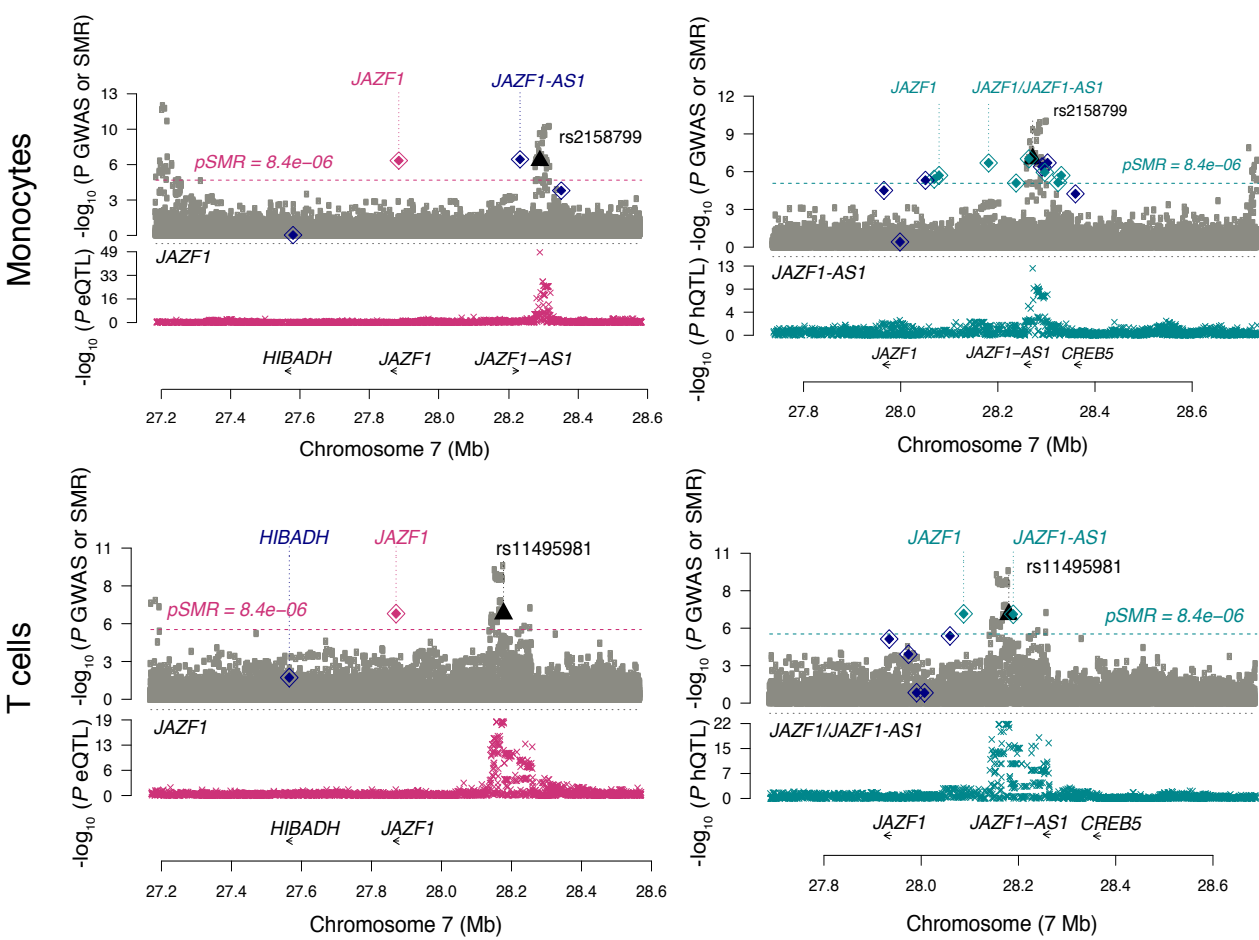 Monocytes
-log10 (P GWAS or SMR)
13
10
6
3
0
JAZF1
JAZF1-AS1
rs2158799
pSMR = 8.4e−06
-log10 (P eQTL)
49
33
16
0
JAZF1
HIBADH
JAZF1
JAZF1−AS1
27.2 27.4 27.6 27.8 28.0 28.2 28.4 28.6
Chromosome 7 (Mb)
-log10 (P GWAS or SMR)
12
9
6
3
0
JAZF1
JAZF1/JAZF1-AS1
rs2158799
pSMR = 8.4e−06
-log10 (P hQTL)
13
9
4
0
JAZF1-AS1
JAZF1
JAZF1−AS1
CREB5
27.8 28.0 28.2 28.4 28.6
Chromosome 7 (Mb)
T cells
-log10 (P GWAS or SMR)
11
8
6
3
0
HIBADH
JAZF1
rs11495981
pSMR = 8.4e−06
-log10 (P eQTL)
19
13
6
0
JAZF1
HIBADH
JAZF1
27.2 27.4 27.6 27.8 28.0 28.2 28.4 28.6
Chromosome 7 (Mb)
-log10 (P GWAS or SMR)
11
8
6
3
0
JAZF1
JAZF1-AS1
rs11495981
pSMR = 8.4e−06
-log10 (P hQTL)
22
15
7
0
JAZF1/JAZF1-AS1
JAZF1
JAZF1−AS1
CREB5
27.8 28.0 28.2 28.4 28.6
Chromosome (7 Mb)